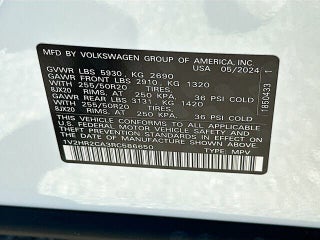 MFD. BY VOLKSWAGEN GROUP OF AMERICA, INC.
USA 05/2024
GVWR LBS 5930, KG 2690
GAWR FRONT LBS 2910, KG 1320
WITH 255/50R20 TIRES,
8JX20 RIMS, AT 250 KPA/ 36 PSI COLD
GAWR REAR LBS 3131, KG 1420
WITH 255/50R20 TIRES,
8JX20 RIMS, AT 250 KPA/ 36 PSI COLD
THIS VEHICLE CONFORMS TO ALL APPLICABLE
FEDERAL MOTOR VEHICLE SAFETY AND
THEFT PREVENTION STANDARDS IN EFFECT
ON THE DATE OF MANUFACTURE SHOWN ABOVE.
1V2HR2CA3RC586650 TYPE: MPV
1850433 1